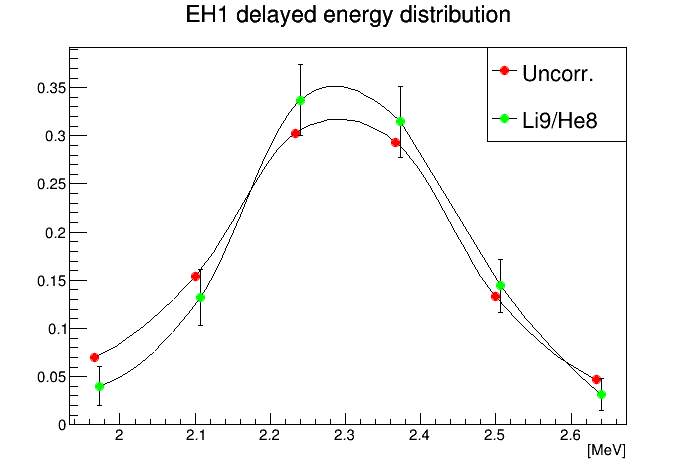 EH1 delayed energy distribution
Uncorr.
Li9/He8
0.35
0.3
0.25
0.2
0.15
0.1
0.05
0
2 2.1 2.2 2.3 2.4 2.5 2.6
[MeV]